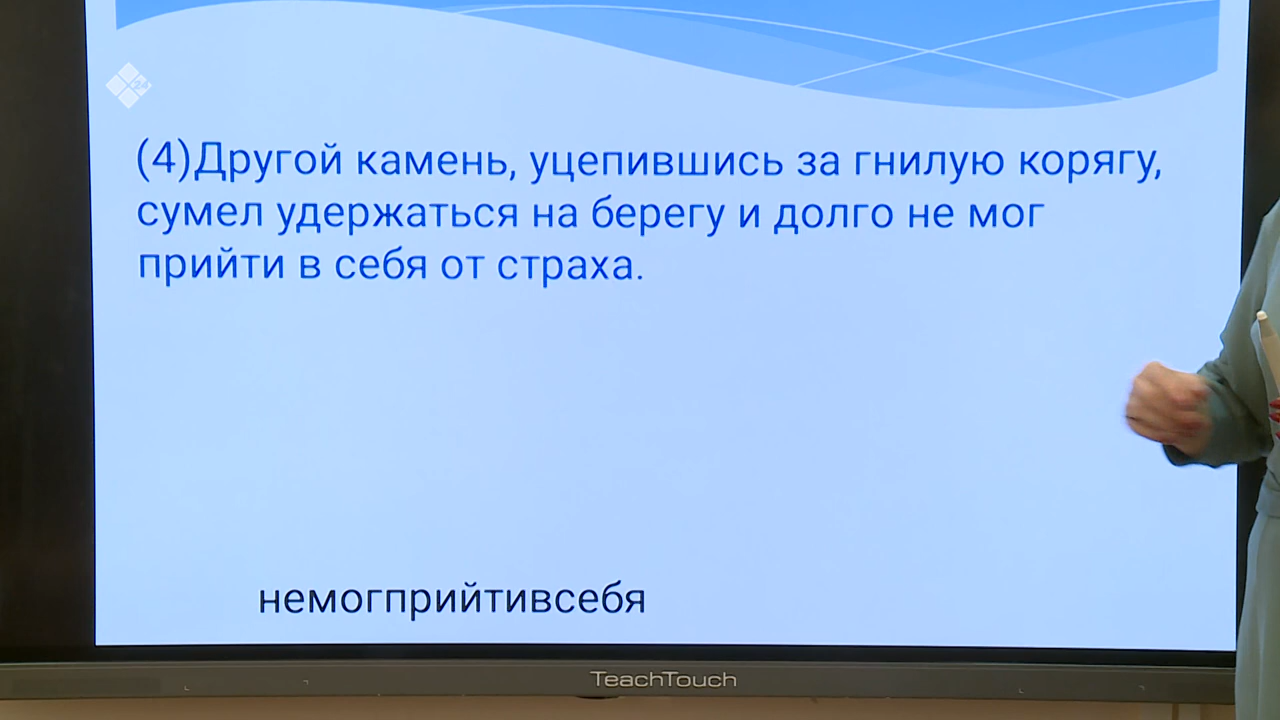 24
(4)Другой камень, уцепившись за гнилую корягу,
сумел удержаться на берегу и долго не мог
прийти в себя от страха.
немогприйтивсебя
TeachTouch